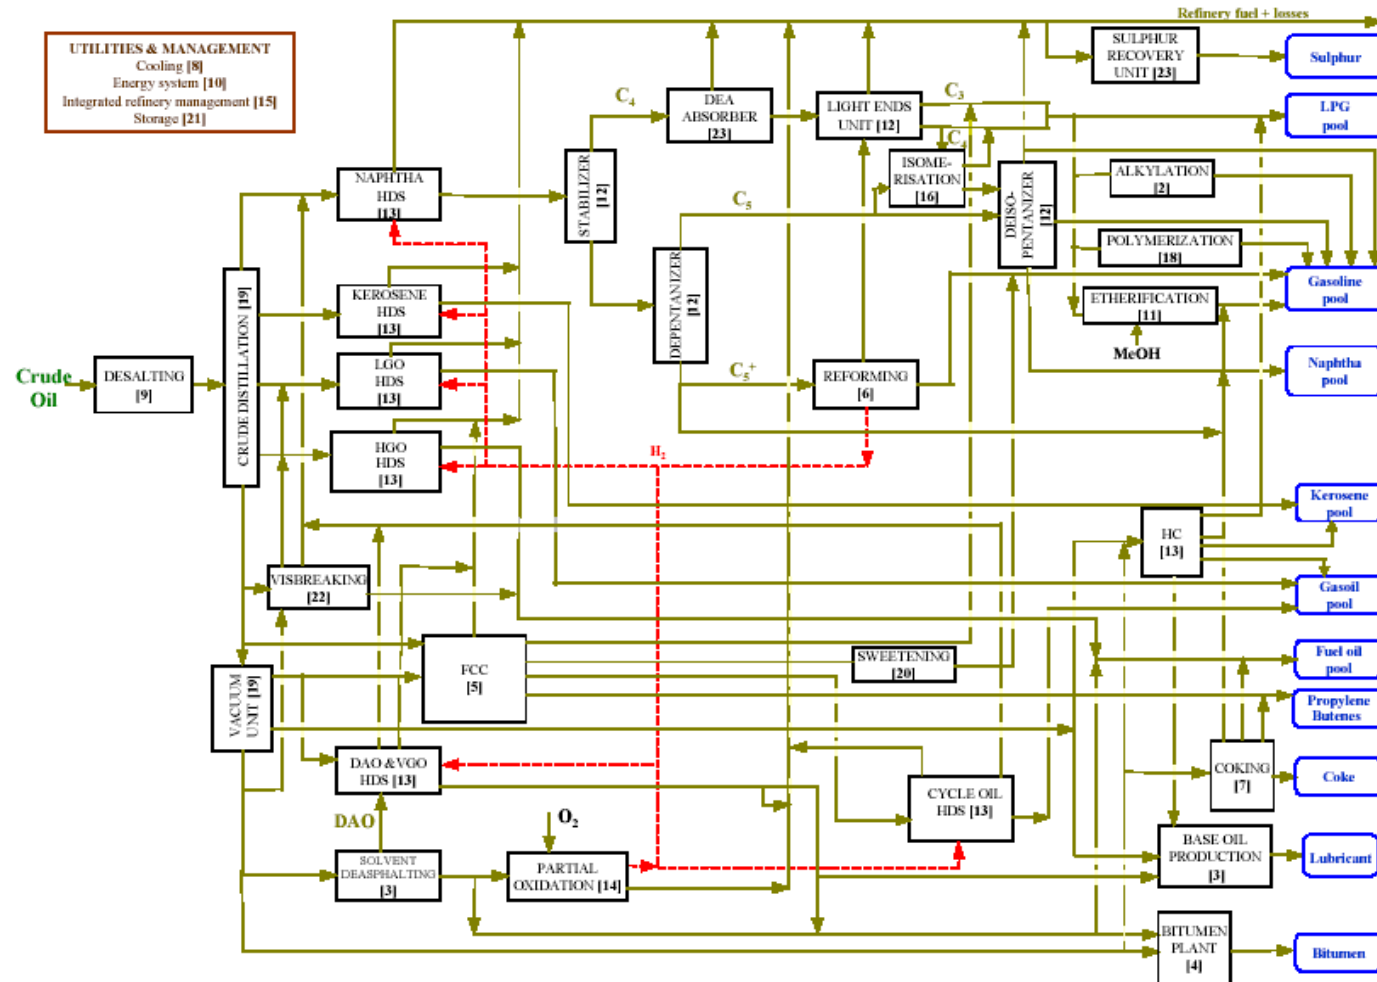 Refinery fuel + losses
UTILITIES & MANAGEMENT
Cooling [8]
Energy system [10]
Integrated refinery management [15]
Storage [21]
SULPHUR
RECOVERY
UNIT [23]
Sulphur
C4
DEA
ABSORBER
[23]
LIGHT ENDS
UNIT [12]
C3
C4
LPG
pool
NAPHTHA
HDS
[13]
STABILIZER
[12]
ISOME-
RISATION
[16]
DEISO-
PENTANIZER
[12]
ALKYLATION
[2]
C5
POLYMERIZATION
[18]
DEPENTANIZER
[12]
CRUDE DISTILLATION [19]
KEROSENE
HDS
[13]
ETHERIFICATION
[11]
Gasoline
pool
MeOH
Crude
Oil
DESALTING
[9]
LGO
HDS
[13]
C5+
REFORMING
[6]
Naphtha
pool
HGO
HDS
[13]
H2
Kerosene
pool
HC
[13]
VISBREAKING
[22]
Gasoil
pool
FCC
[5]
SWEETENING
[20]
Fuel oil
pool
VACUUM
UNIT [19]
Propylene
Butenes
DAO & VGO
HDS [13]
CYCLE OIL
HDS [13]
COKING
[7]
Coke
DAO
O2
SOLVENT
DEASPHALTING
[3]
PARTIAL
OXIDATION [14]
BASE OIL
PRODUCTION
[3]
Lubricant
BITUMEN
PLANT
[4]
Bitumen